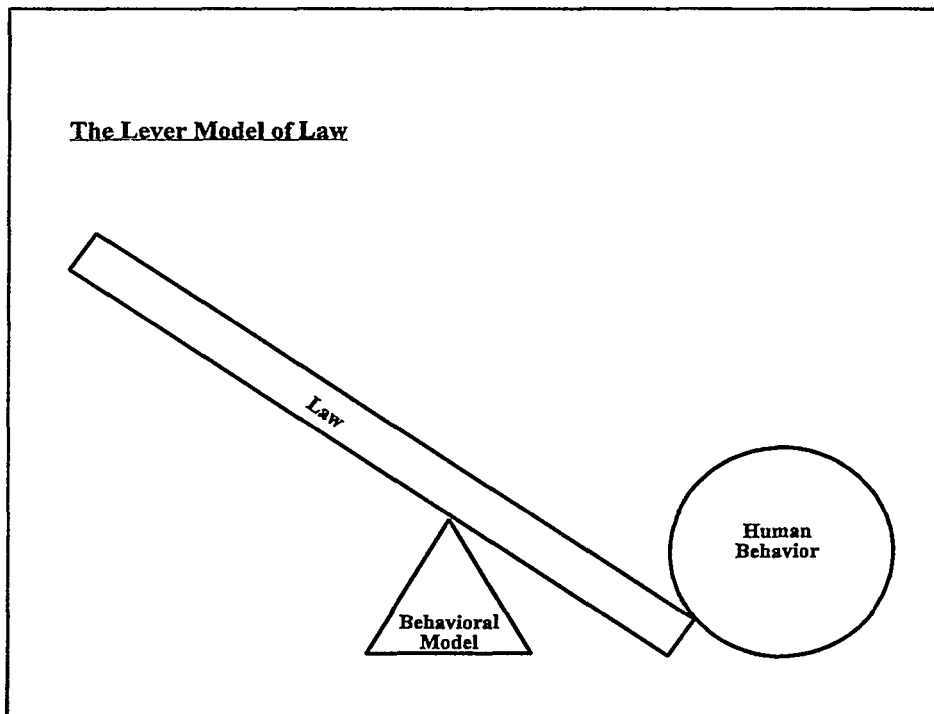 The Lever Model of Law
Law
Human
Behavior
Behavioral
Model